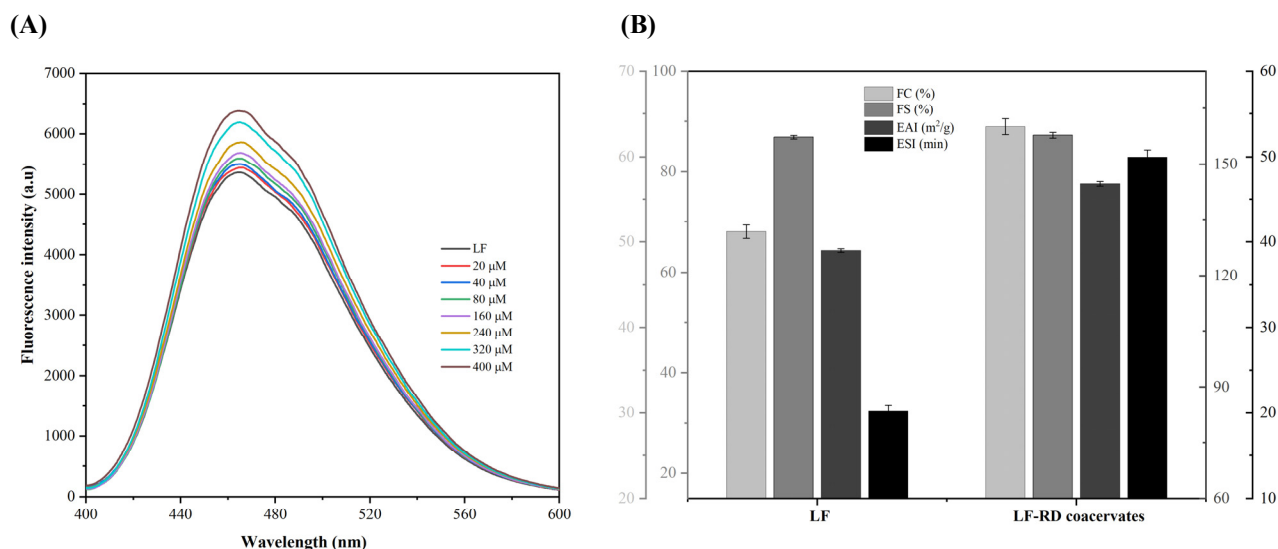 (A)
(B)
7000
6000
5000
4000
3000
2000
1000
0
Fluorescence intensity (a.u)
400
440
480
520
560
600
Wavelength (nm)
LF
20 μM
40 μM
80 μM
160 μM
240 μM
320 μM
400 μM
70
60
50
40
30
20
100
80
60
40
20
FC (%)
FS (%)
EAI (m²/g)
ESI (min)
150
120
90
60
60
50
40
30
20
10
LF
LF-RD coacervates